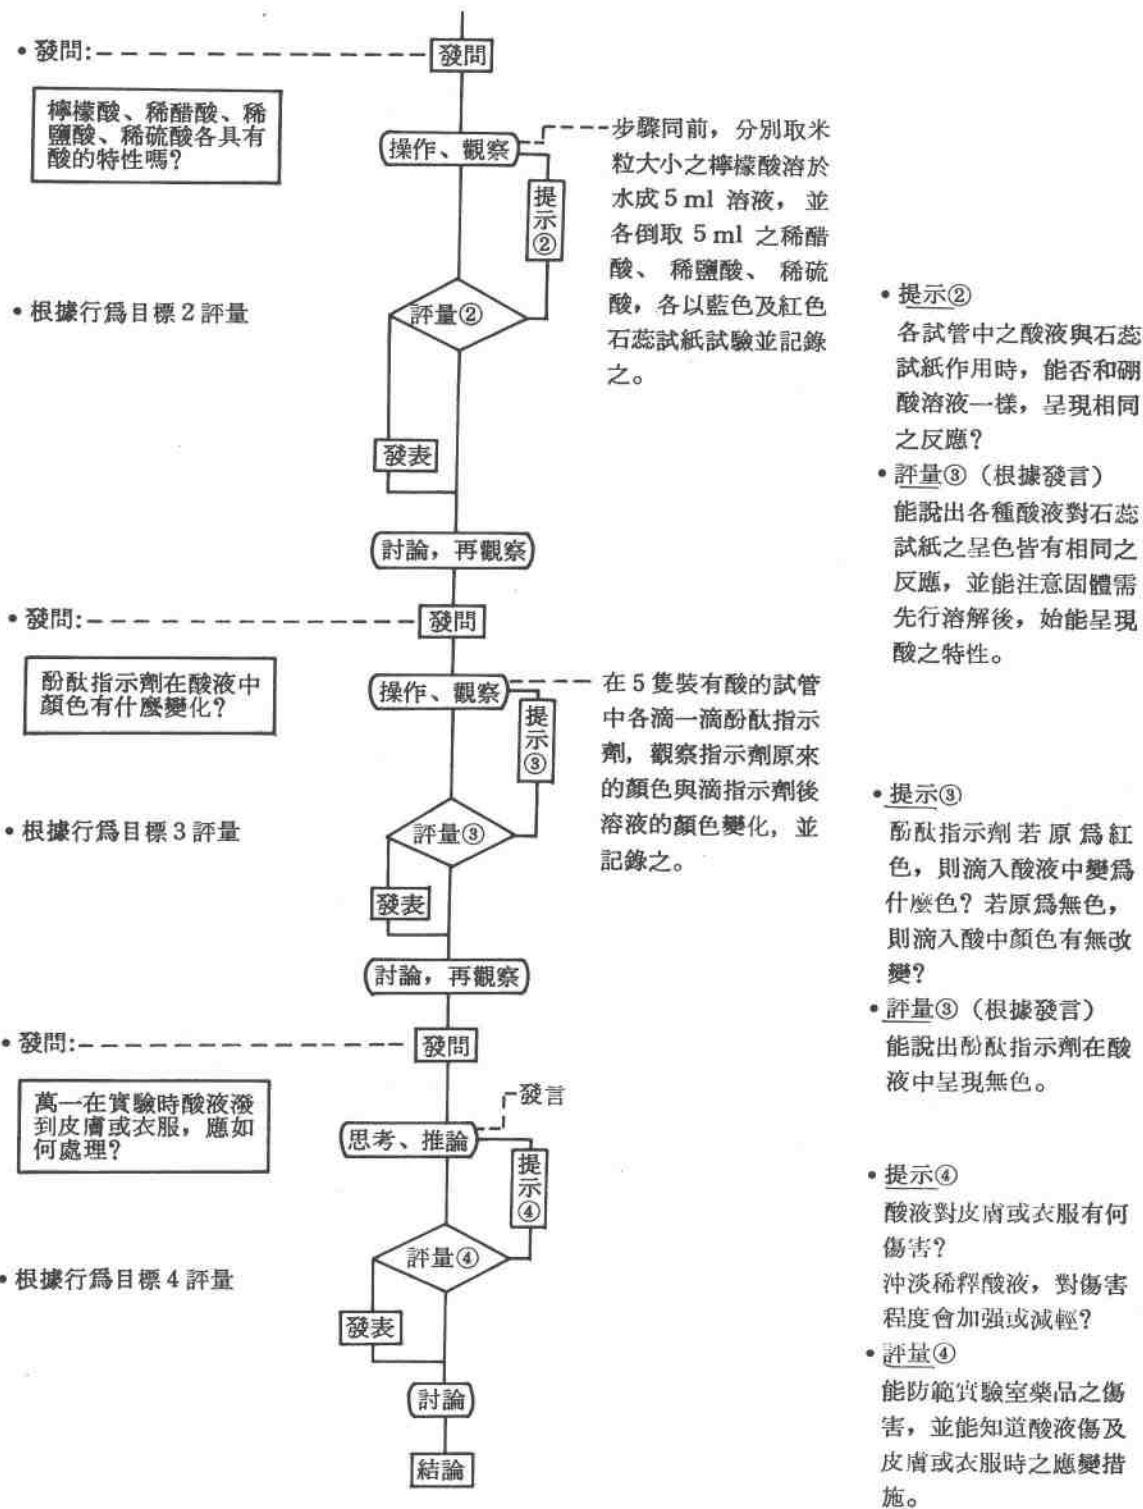 • 發問:
發問
檸檬酸、稀醋酸、稀
鹽酸、稀硫酸各具有
酸的特性嗎?
操作、觀察
提示②
步驟同前，分別取米
粒大小之檸檬酸溶於
水成5 ml 溶液，並
各倒取 5 ml 之稀醋
酸、稀鹽酸、稀硫
酸，各以藍色及紅色
石蕊試紙試驗並記錄
之。
• 根據行爲目標2評量
評量②
發表
討論，再觀察
• 提示②
各試管中之酸液與石蕊
試紙作用時，能否和硼
酸溶液一樣，呈現相同
之反應?
• 評量③（根據發言）
能說出各種酸液對石蕊
試紙之呈色皆有相同之
反應，並能注意固體需
先行溶解後，始能呈現
酸之特性。
• 發問:
發問
酚酞指示劑在酸液中
顏色有什麼變化?
操作、觀察
提示③
在5隻裝有酸的試管
中各滴一滴酚酞指示
劑，觀察指示劑原來
的顏色與滴指示劑後
溶液的顏色變化，並
記錄之。
• 根據行爲目標3評量
評量③
發表
討論，再觀察
• 提示③
酚酞指示劑若原爲紅
色，則滴入酸液中變爲
什麼色? 若原爲無色，
則滴入酸中顏色有無改
變?
• 評量③（根據發言）
能說出酚酞指示劑在酸
液中呈現無色。
• 發問:
發問
萬一在實驗時酸液潑
到皮膚或衣服，應如
何處理?
發言
思考、推論
提示④
• 根據行爲目標4評量
評量④
發表
討論
結論
• 提示④
酸液對皮膚或衣服有何
傷害?
沖淡稀釋酸液，對傷害
程度會加强或減輕?
• 評量④
能防範實驗室藥品之傷
害，並能知道酸液傷及
皮膚或衣服時之應變措
施。